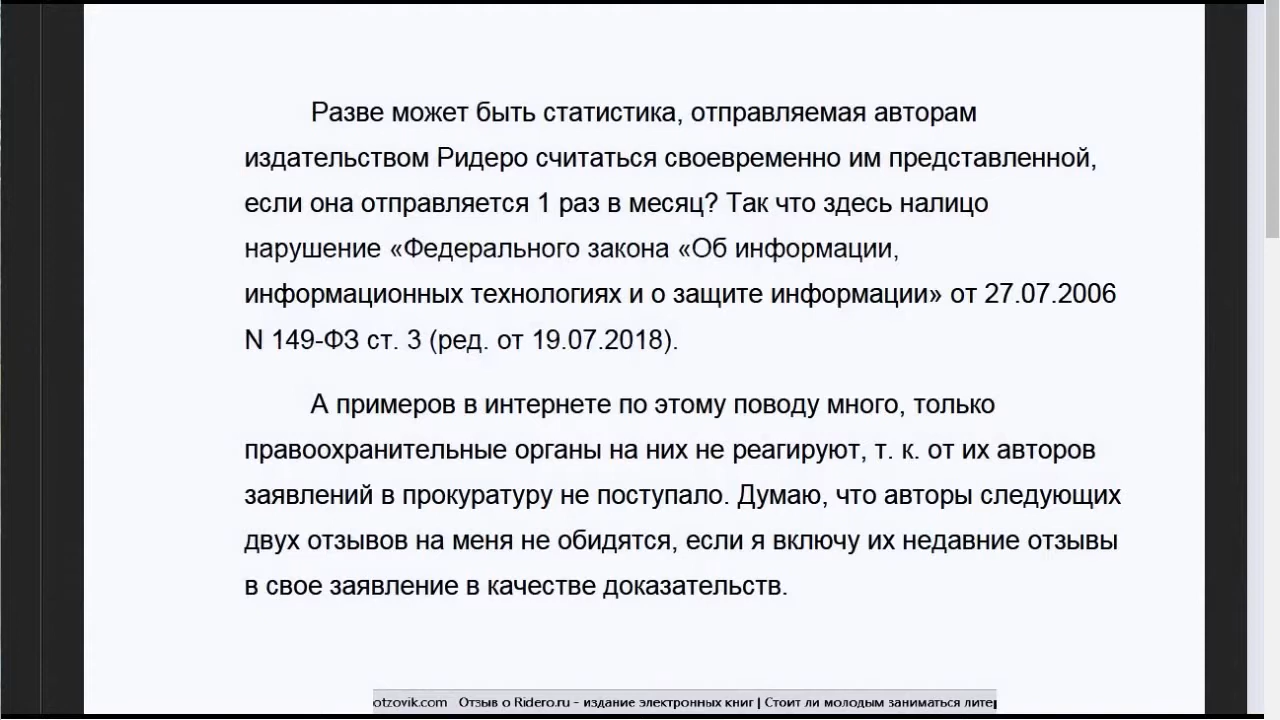 Разве может быть статистика, отправляемая авторам
издательством Ридеро считаться своевременно им представленной,
если она отправляется 1 раз в месяц? Так что здесь налицо
нарушение «Федерального закона «Об информации,
информационных технологиях и о защите информации» от 27.07.2006
N 149-ФЗ ст. 3 (ред. от 19.07.2018).
А примеров в интернете по этому поводу много, только
правоохранительные органы на них не реагируют, т. к. от их авторов
заявлений в прокуратуру не поступало. Думаю, что авторы следующих
двух отзывов на меня не обидятся, если я включу их недавние отзывы
в свое заявление в качестве доказательств.
otzovik.com Отзыв о Ridero.ru - издание электронных книг | Стоит ли молодым заниматься литер